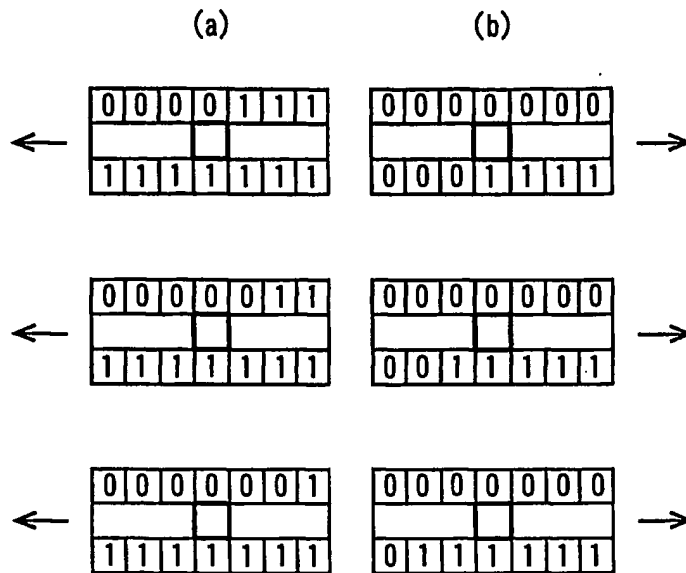 (a) (b)
0 0 0 0 1 1 1 0 0 0 0 0 0 0
1 1 1 1 1 1 1 0 0 0 1 1 1 1
0 0 0 0 0 1 1 0 0 0 0 0 0 0
1 1 1 1 1 1 1 0 0 1 1 1 1 1
0 0 0 0 0 0 1 0 0 0 0 0 0 0
1 1 1 1 1 1 1 0 1 1 1 1 1 1